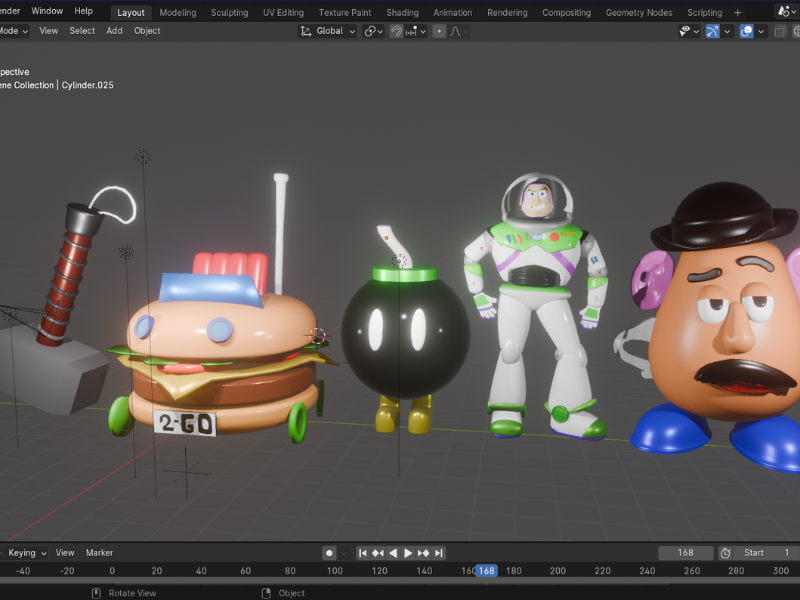 ender Window Help Layout Modeling Sculpting UV Editing Texture Paint Shading Animation Rendering Compositing Geometry Nodes Scripting +
Mode View Select Add Object Global
spective
ene Collection | Cylinder.025
2-GO
Keying View Marker 168 Start 1
-40 -20 0 20 40 60 80 100 120 140 160 168 180 200 220 240 260 280 300
Rotate View Object